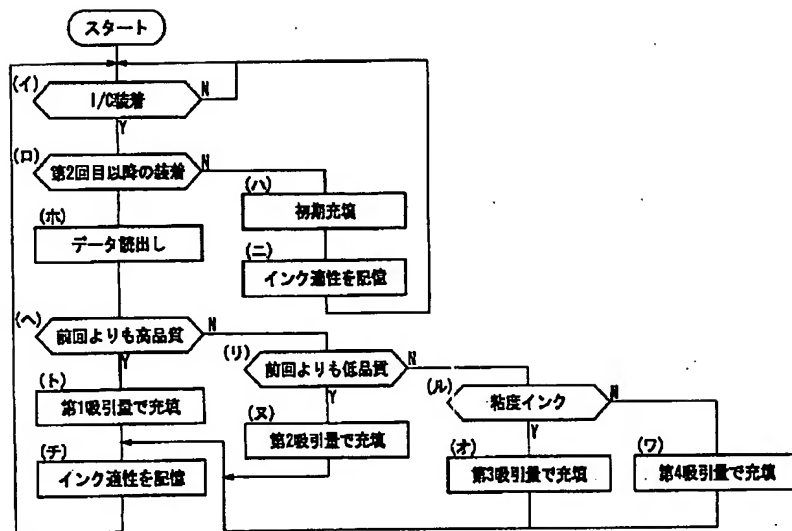 スタート
(イ)
I/C装着
N
Y
(ロ)
第2回目以降の装着
N
(ハ)
初期充填
(ホ)
データ読出し
(ニ)
インク適性を記憶
(ヘ)
前回よりも高品質
N
Y
(リ)
前回よりも低品質
N
Y
(ル)
粘度インク
N
Y
(ト)
第1吸引量で充填
(ヌ)
第2吸引量で充填
(チ)
インク適性を記憶
(オ)
第3吸引量で充填
(ワ)
第4吸引量で充填